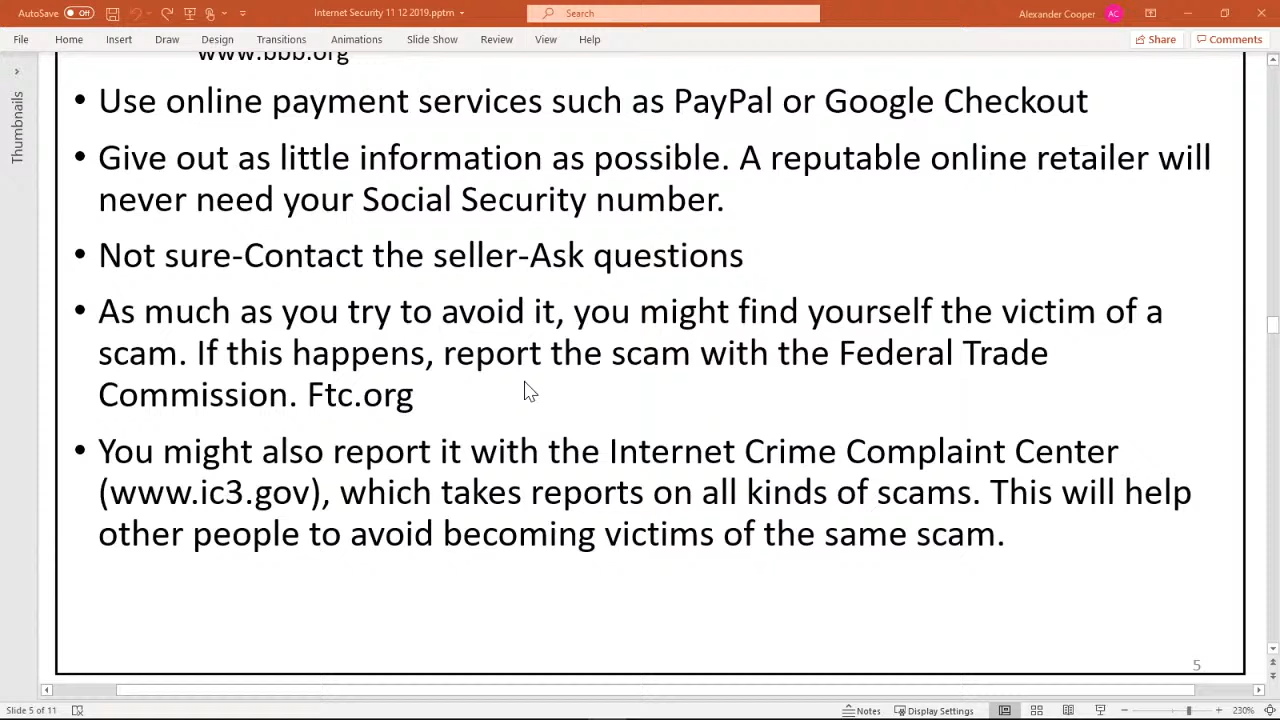 AutoSave Off Internet Security 11 12 2019.pptm Search Alexander Cooper AC
File Home Insert Draw Design Transitions Animations Slide Show Review View Help Share Comments
Thumbnails
www.bbb.org
• Use online payment services such as PayPal or Google Checkout
• Give out as little information as possible. A reputable online retailer will
never need your Social Security number.
• Not sure-Contact the seller-Ask questions
• As much as you try to avoid it, you might find yourself the victim of a
scam. If this happens, report the scam with the Federal Trade
Commission. Ftc.org
• You might also report it with the Internet Crime Complaint Center
(www.ic3.gov), which takes reports on all kinds of scams. This will help
other people to avoid becoming victims of the same scam.
5
Slide 5 of 11 Notes Display Settings 230%